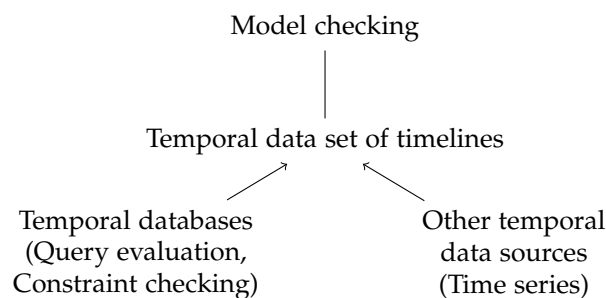 Model checking
Temporal data set of timelines
Temporal databases
(Query evaluation,
Constraint checking)
Other temporal
data sources
(Time series)